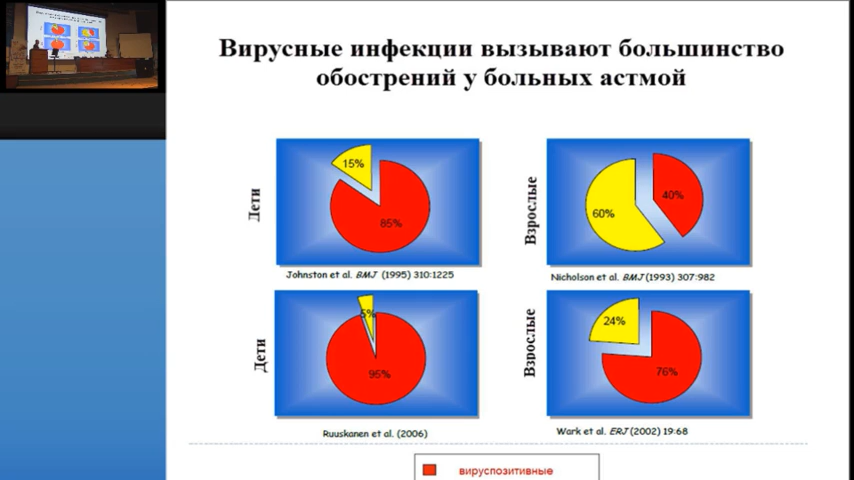 Вирусные инфекции вызывают большинство
обострений у больных астмой
Дети
15%
85%
Johnston et al. BMJ (1995) 310:1225
Взрослые
60%
40%
Nicholson et al. BMJ (1993) 307:982
Дети
5%
95%
Ruuskanen et al. (2006)
Взрослые
24%
76%
Wark et al. ERJ (2002) 19:68
вируспозитивные